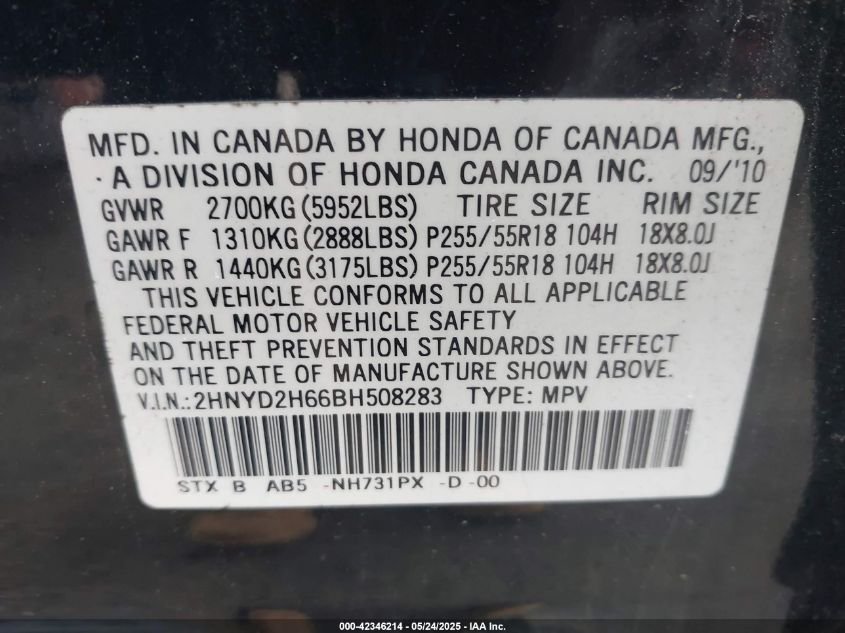 MFD. IN CANADA BY HONDA OF CANADA MFG.,
· A DIVISION OF HONDA CANADA INC. 09/'10
GVWR 2700KG (5952LBS) TIRE SIZE RIM SIZE
GAWR F 1310KG (2888LBS) P255/55R18 104H 18X8.0J
GAWR R 1440KG (3175LBS) P255/55R18 104H 18X8.0J
THIS VEHICLE CONFORMS TO ALL APPLICABLE
FEDERAL MOTOR VEHICLE SAFETY
AND THEFT PREVENTION STANDARDS IN EFFECT
ON THE DATE OF MANUFACTURE SHOWN ABOVE.
V.I.N.: 2HNYD2H66BH508283 TYPE: MPV
STX B AB5 -NH731PX -D -00
000-42346214 - 05/24/2025 - IAA Inc.